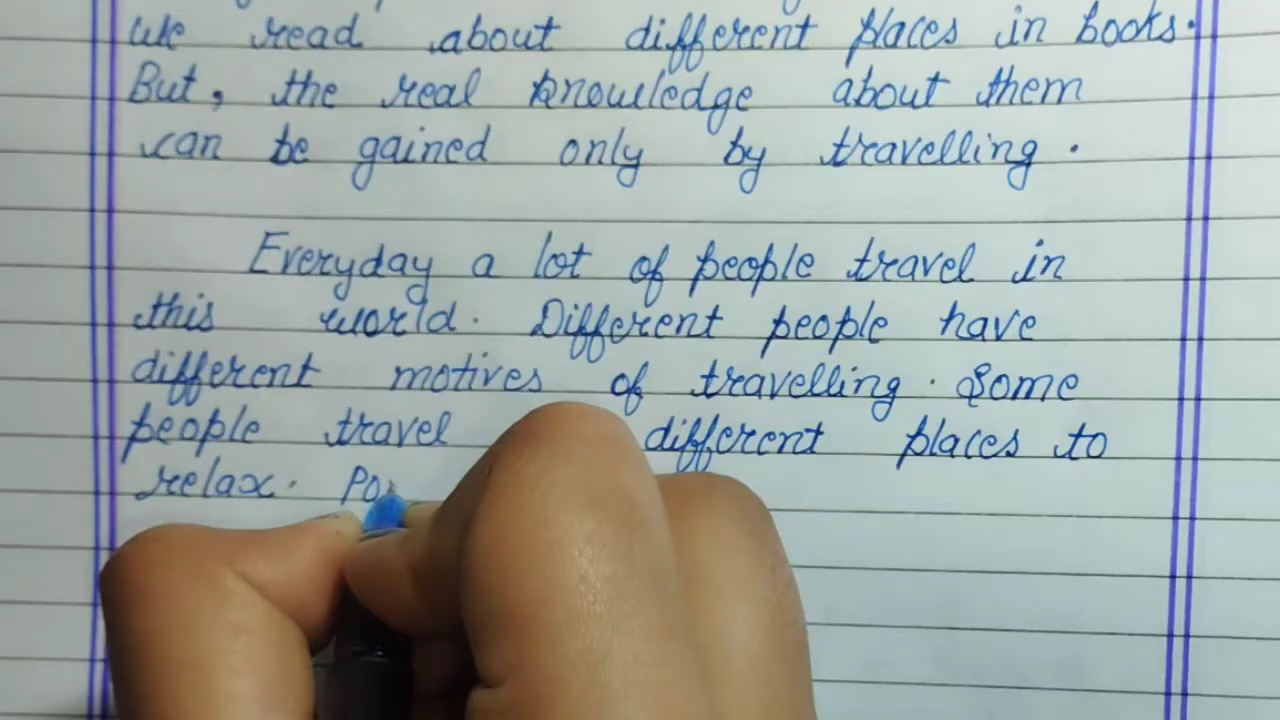 We read about different places in books.
But, the real knowledge about them
can be gained only by travelling.
Everyday a lot of people travel in
this world. Different people have
different motives of travelling. Some
people travel different places to
relax.